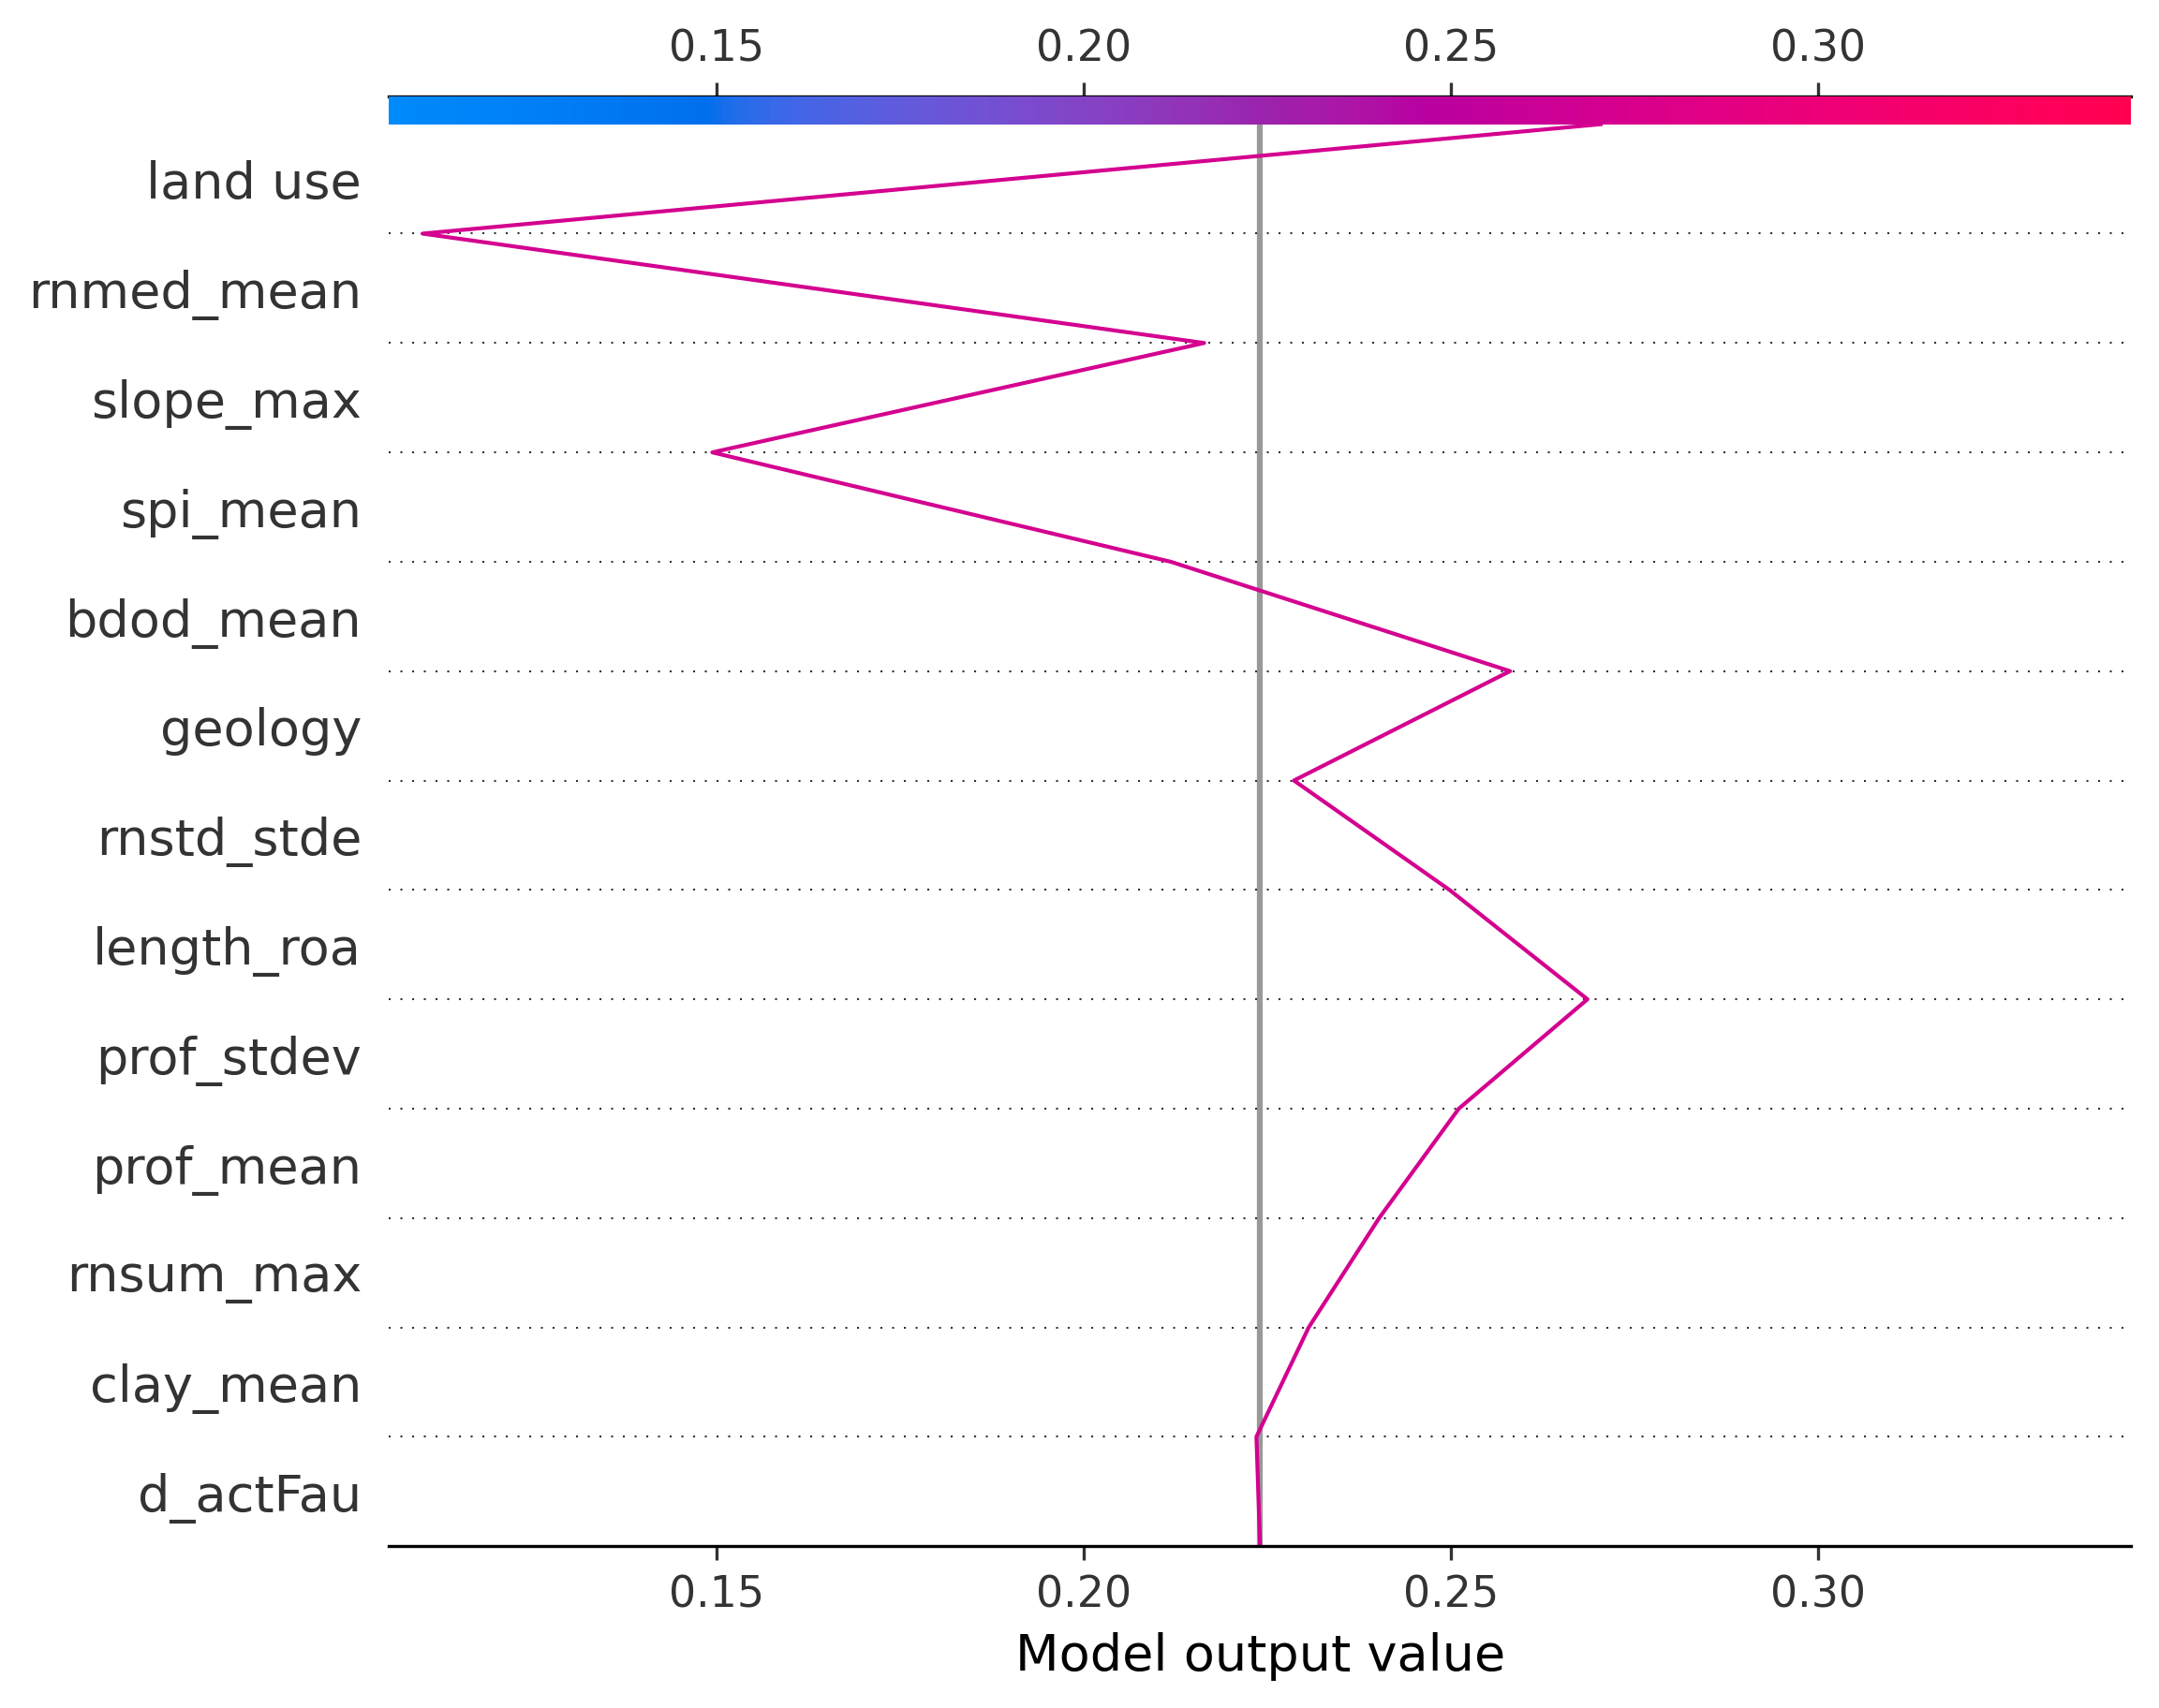 0.15 0.20 0.25 0.30
land use
rnmed_mean
slope_max
spi_mean
bdod_mean
geology
rnstd_stde
length_roa
prof_stdev
prof_mean
rnsum_max
clay_mean
d_actFau
0.15 0.20 0.25 0.30
Model output value